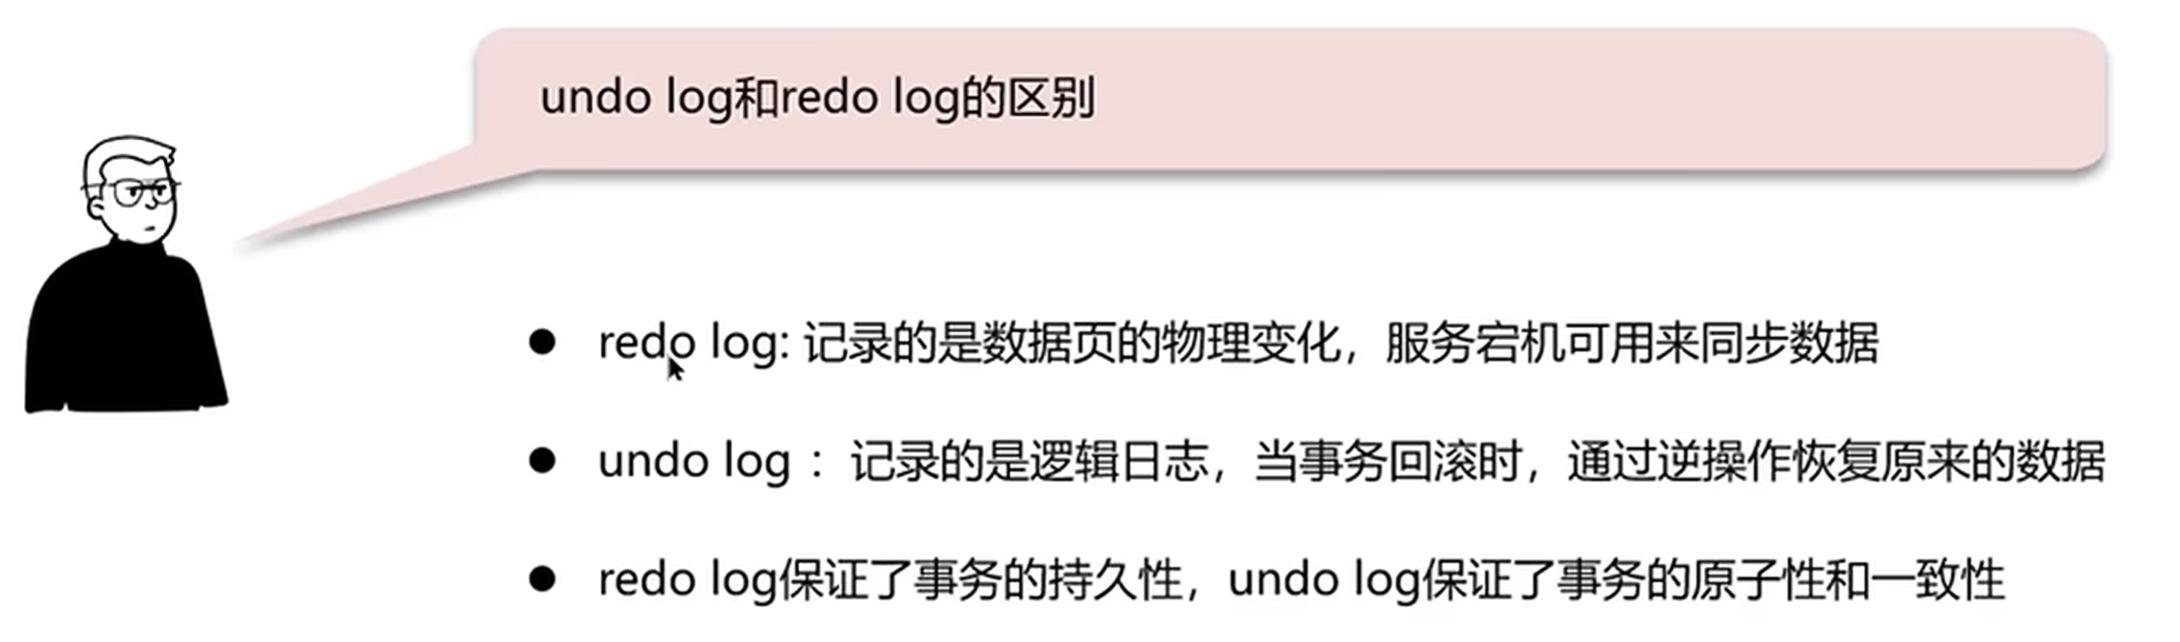 undo log和redo log的区别
redo log: 记录的是数据页的物理变化，服务宕机可用来同步数据
undo log ：记录的是逻辑日志，当事务回滚时，通过逆操作恢复原来的数据
redo log保证了事务的持久性，undo log保证了事务的原子性和一致性